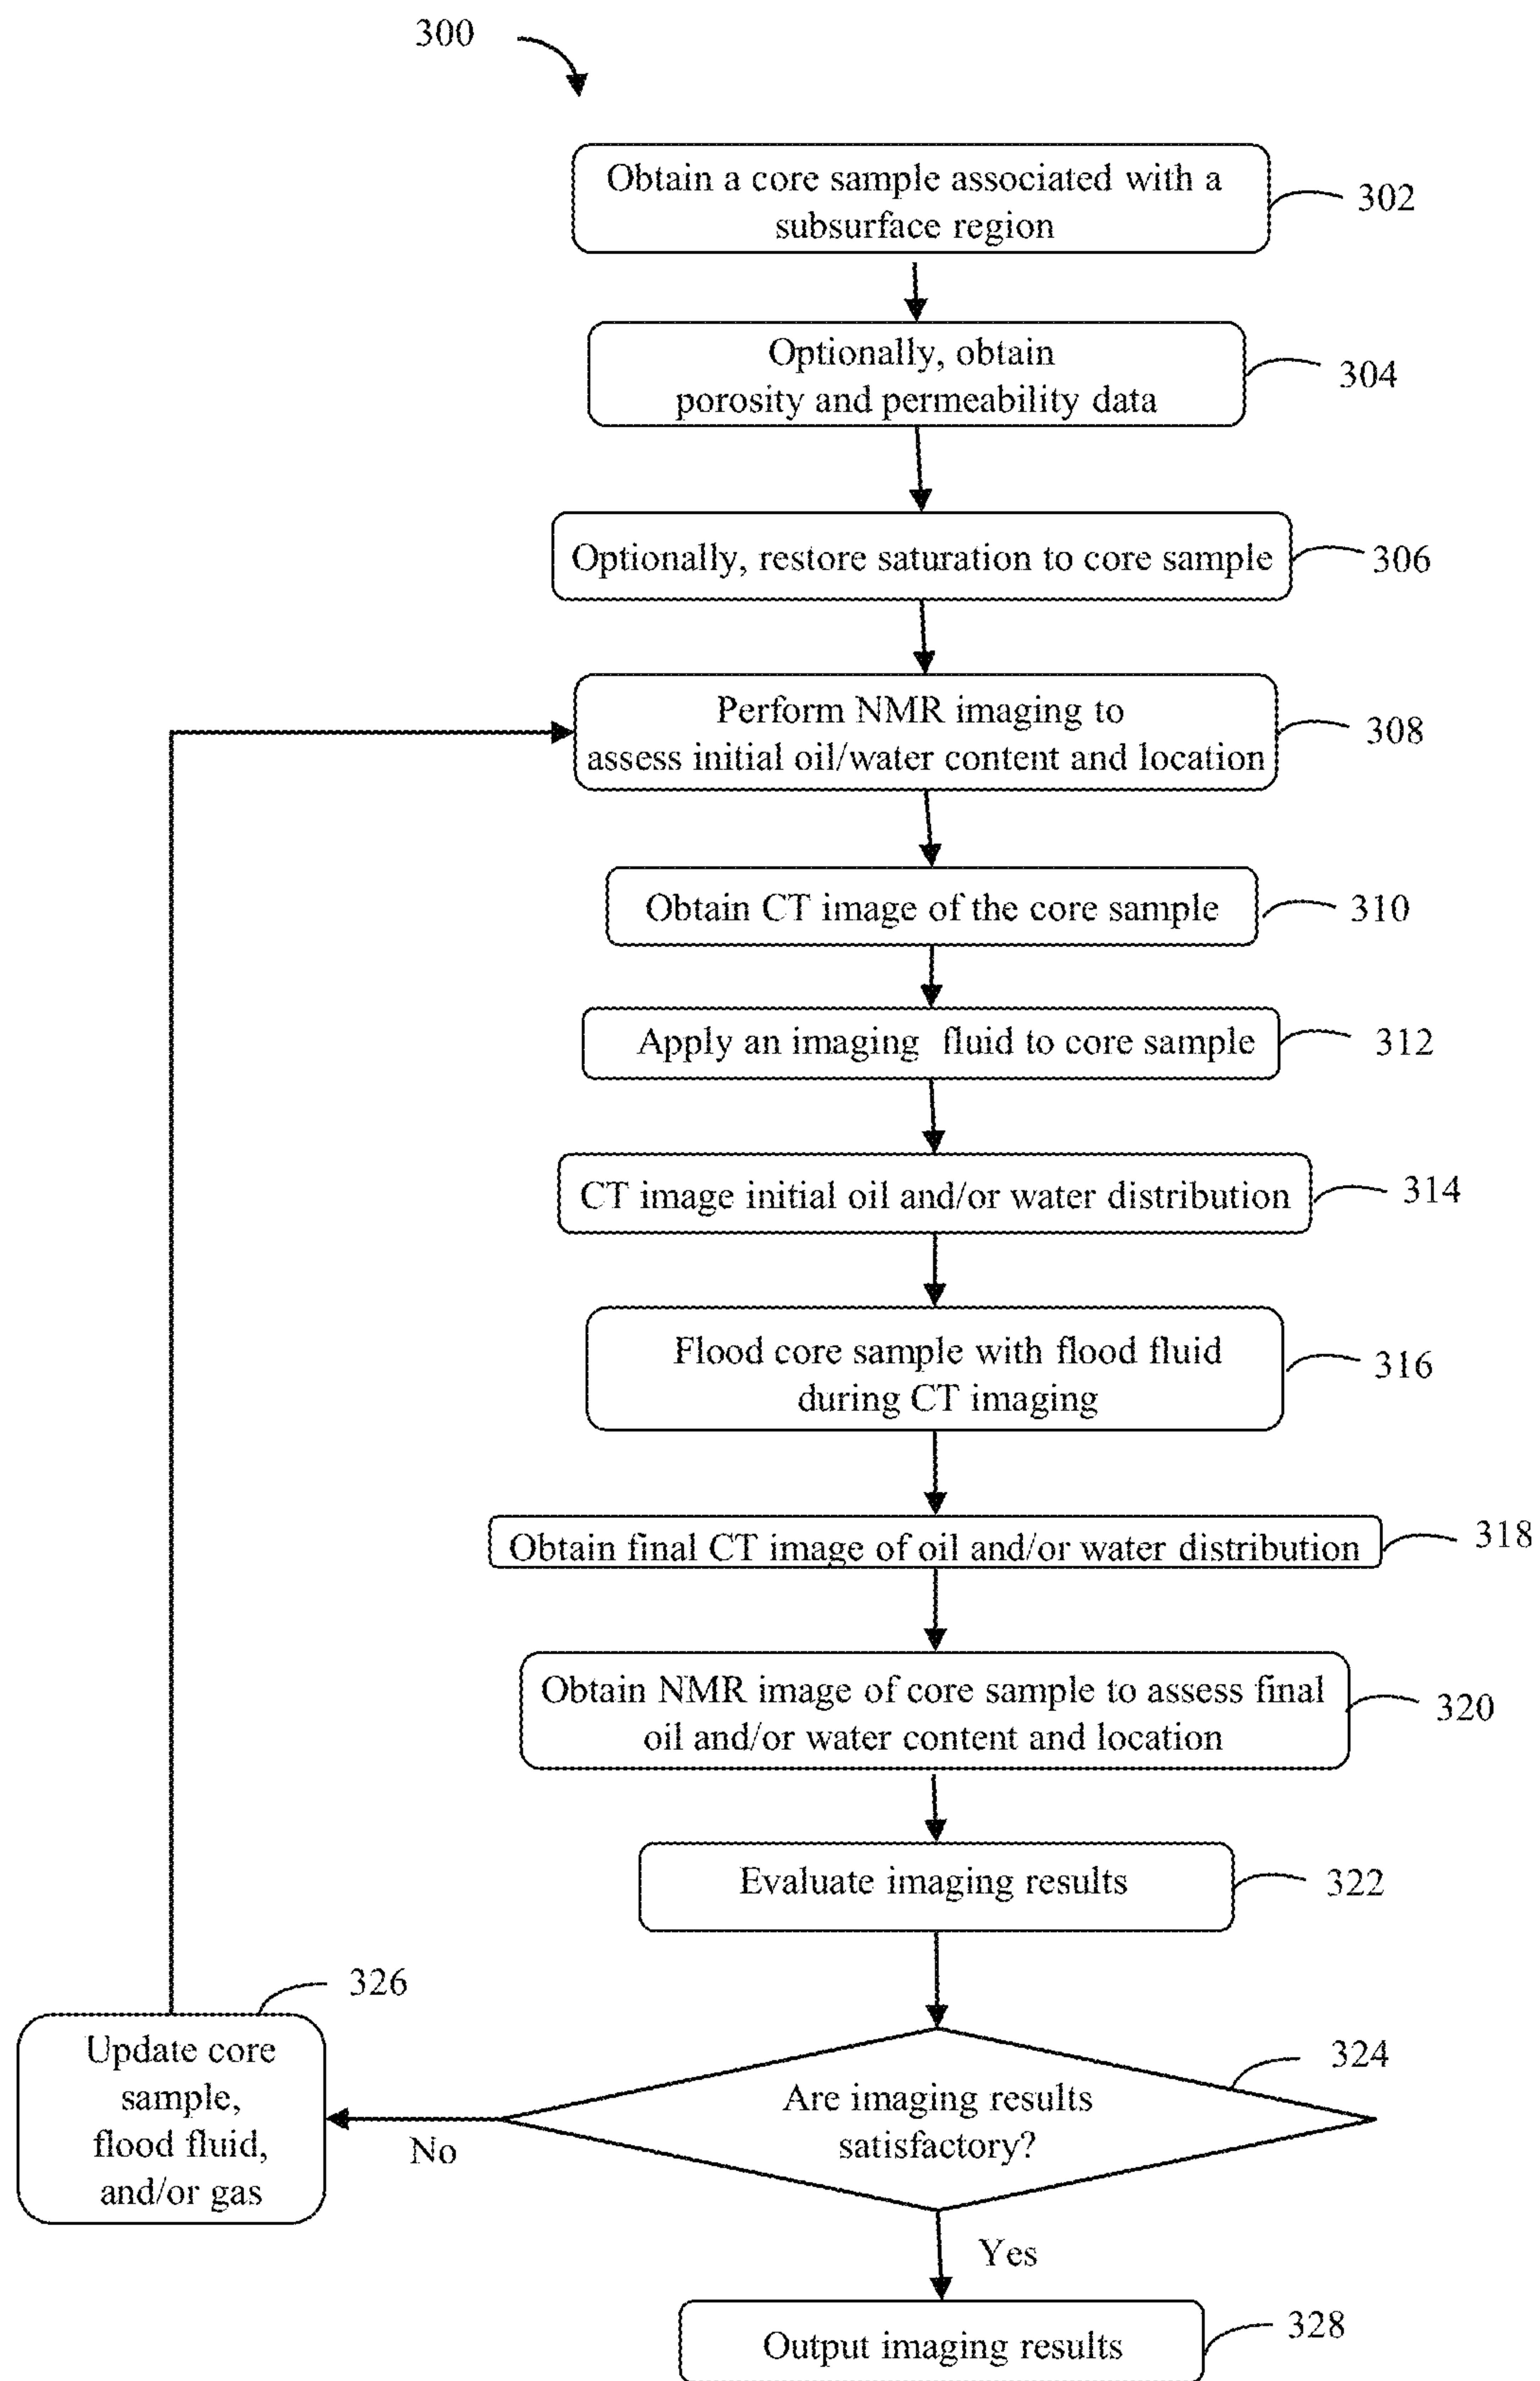 300
Obtain a core sample associated with a
subsurface region
302
Optionally, obtain
porosity and permeability data
304
Optionally, restore saturation to core sample
306
Perform NMR imaging to
assess initial oil/water content and location
308
Obtain CT image of the core sample
310
Apply an imaging fluid to core sample
312
CT image initial oil and/or water distribution
314
Flood core sample with flood fluid
during CT imaging
316
Obtain final CT image of oil and/or water distribution
318
Obtain NMR image of core sample to assess final
oil and/or water content and location
320
Evaluate imaging results
322
326
Update core
sample,
flood fluid,
and/or gas
No
Are imaging results
satisfactory?
324
Yes
Output imaging results
328